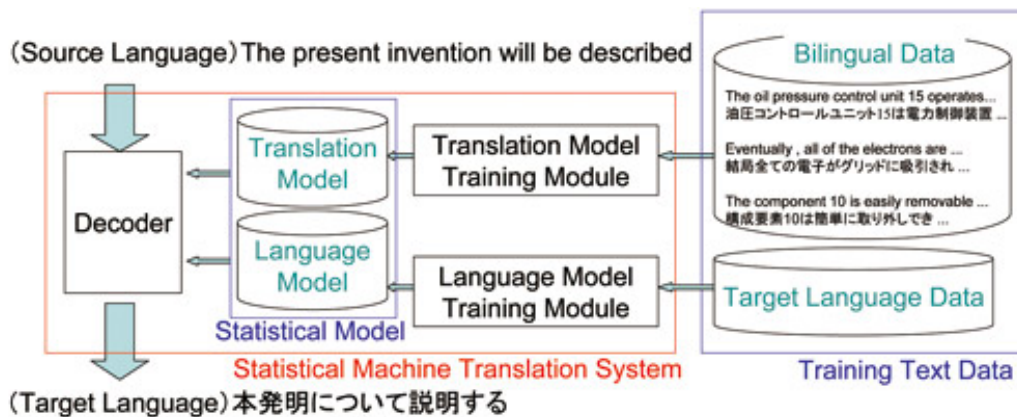 (Source Language) The present invention will be described
Bilingual Data
The oil pressure control unit 15 operates...
油圧コントロールユニット15は電力制御装置 ...
Eventually , all of the electrons are ...
結局全ての電子がグリッドに吸引され ...
The component 10 is easily removable ...
構成要素10は簡単に取り外しでき ...
Translation
Model
Translation Model
Training Module
Decoder
Language
Model
Language Model
Training Module
Target Language Data
Statistical Model
Statistical Machine Translation System
Training Text Data
(Target Language) 本発明について説明する